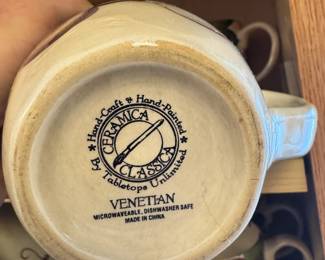 ★ Hand-Craft ★ Hand-Painted ★
CERAMICA
CLASSICA
By Tabletops Unlimited
VENETIAN
MICROWAVEABLE, DISHWASHER SAFE
MADE IN CHINA